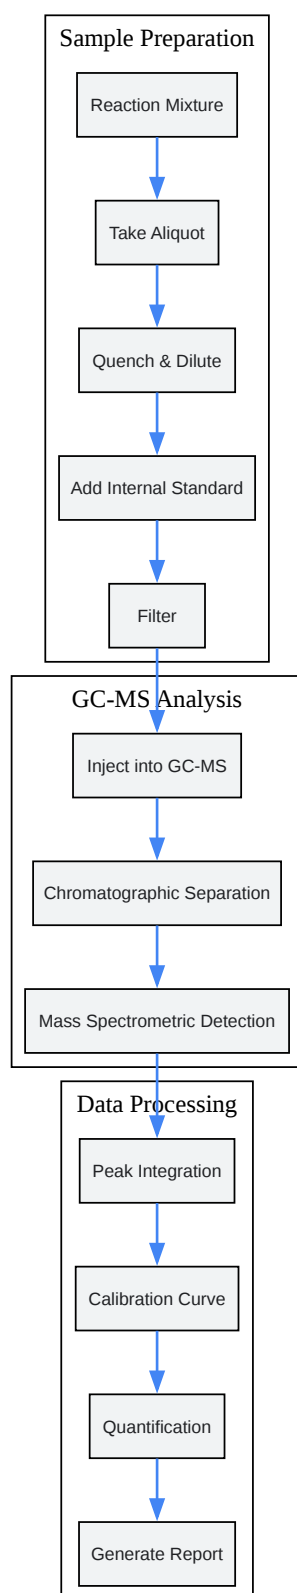 Sample Preparation
Reaction Mixture
Take Aliquot
Quench & Dilute
Add Internal Standard
Filter
GC-MS Analysis
Inject into GC-MS
Chromatographic Separation
Mass Spectrometric Detection
Data Processing
Peak Integration
Calibration Curve
Quantification
Generate Report